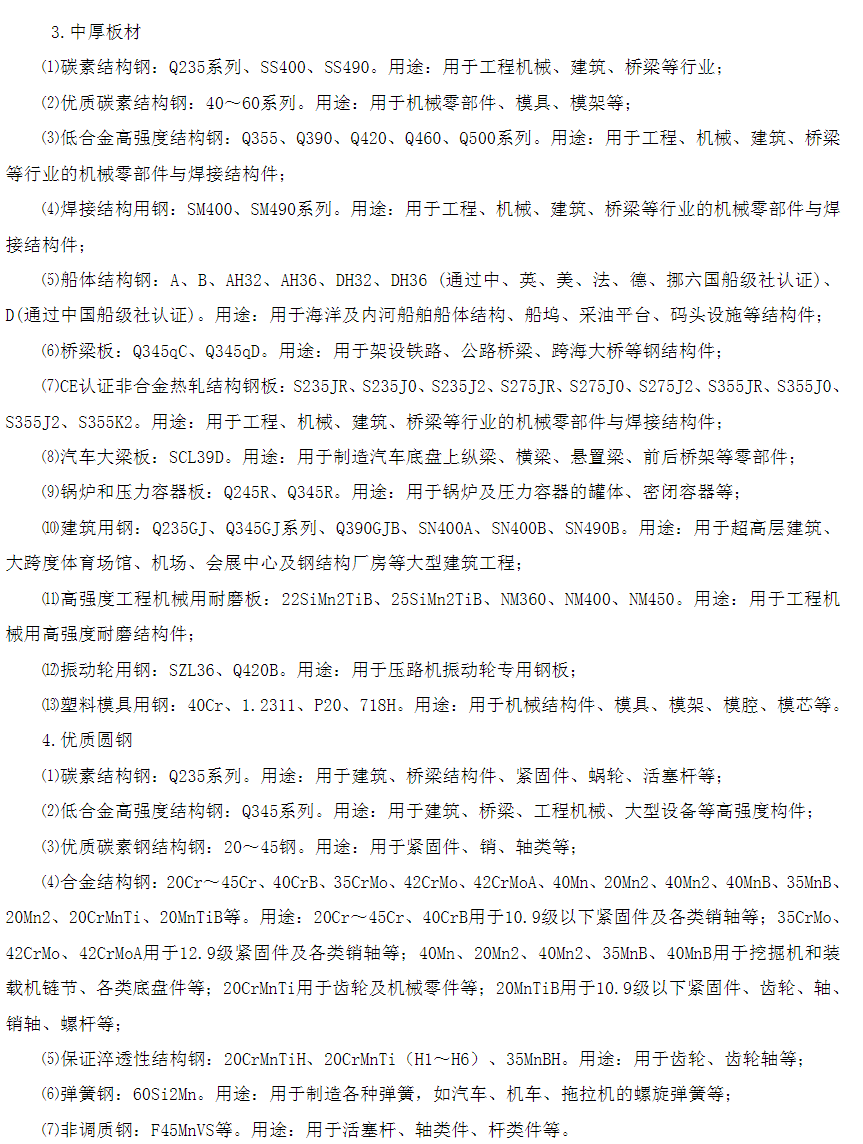 3.中厚板材
⑴碳素结构钢：Q235系列、SS400、SS490。用途：用于工程机械、建筑、桥梁等行业；
⑵优质碳素结构钢：40～60系列。用途：用于机械零部件、模具、模架等；
⑶低合金高强度结构钢：Q355、Q390、Q420、Q460、Q500系列。用途：用于工程、机械、建筑、桥梁
等行业的机械零部件与焊接结构件；
⑷焊接结构用钢：SM400、SM490系列。用途：用于工程、机械、建筑、桥梁等行业的机械零部件与焊
接结构件；
⑸船体结构钢：A、B、AH32、AH36、DH32、DH36 (通过中、英、美、法、德、挪六国船级社认证)、
D(通过中国船级社认证)。用途：用于海洋及内河船舶船体结构、船坞、采油平台、码头设施等结构件；
⑹桥梁板：Q345qC、Q345qD。用途：用于架设铁路、公路桥梁、跨海大桥等钢结构件；
⑺CE认证非合金热轧结构钢板：S235JR、S235J0、S235J2、S275JR、S275J0、S275J2、S355JR、S355J0、
S355J2、S355K2。用途：用于工程、机械、建筑、桥梁等行业的机械零部件与焊接结构件；
⑻汽车大梁板：SCL39D。用途：用于制造汽车底盘上纵梁、横梁、悬置梁、前后桥架等零部件；
⑼锅炉和压力容器板：Q245R、Q345R。用途：用于锅炉及压力容器的罐体、密闭容器等；
⑽建筑用钢：Q235GJ、Q345GJ系列、Q390GJB、SN400A、SN400B、SN490B。用途：用于超高层建筑、
大跨度体育场馆、机场、会展中心及钢结构厂房等大型建筑工程；
⑾高强度工程机械用耐磨板：22SiMn2TiB、25SiMn2TiB、NM360、NM400、NM450。用途：用于工程机
械用高强度耐磨结构件；
⑿振动轮用钢：SZL36、Q420B。用途：用于压路机振动轮专用钢板；
⒀塑料模具用钢：40Cr、1.2311、P20、718H。用途：用于机械结构件、模具、模架、模腔、模芯等。
4.优质圆钢
⑴碳素结构钢：Q235系列。用途：用于建筑、桥梁结构件、紧固件、蜗轮、活塞杆等；
⑵低合金高强度结构钢：Q345系列。用途：用于建筑、桥梁、工程机械、大型设备等高强度构件；
⑶优质碳素钢结构钢：20～45钢。用途：用于紧固件、销、轴类等；
⑷合金结构钢：20Cr～45Cr、40CrB、35CrMo、42CrMo、42CrMoA、40Mn、20Mn2、40Mn2、40MnB、35MnB、
20Mn2、20CrMnTi、20MnTiB等。用途：20Cr～45Cr、40CrB用于10.9级以下紧固件及各类销轴等；35CrMo、
42CrMo、42CrMoA用于12.9级紧固件及各类销轴等；40Mn、20Mn2、40Mn2、35MnB、40MnB用于挖掘机和装
载机链节、各类底盘件等；20CrMnTi用于齿轮及机械零件等；20MnTiB用于10.9级以下紧固件、齿轮、轴、
销轴、螺杆等；
⑸保证淬透性结构钢：20CrMnTiH、20CrMnTi（H1～H6）、35MnBH。用途：用于齿轮、齿轮轴等；
⑹弹簧钢：60Si2Mn。用途：用于制造各种弹簧，如汽车、机车、拖拉机的螺旋弹簧等；
⑺非调质钢：F45MnVS等。用途：用于活塞杆、轴类件、杆类件等。